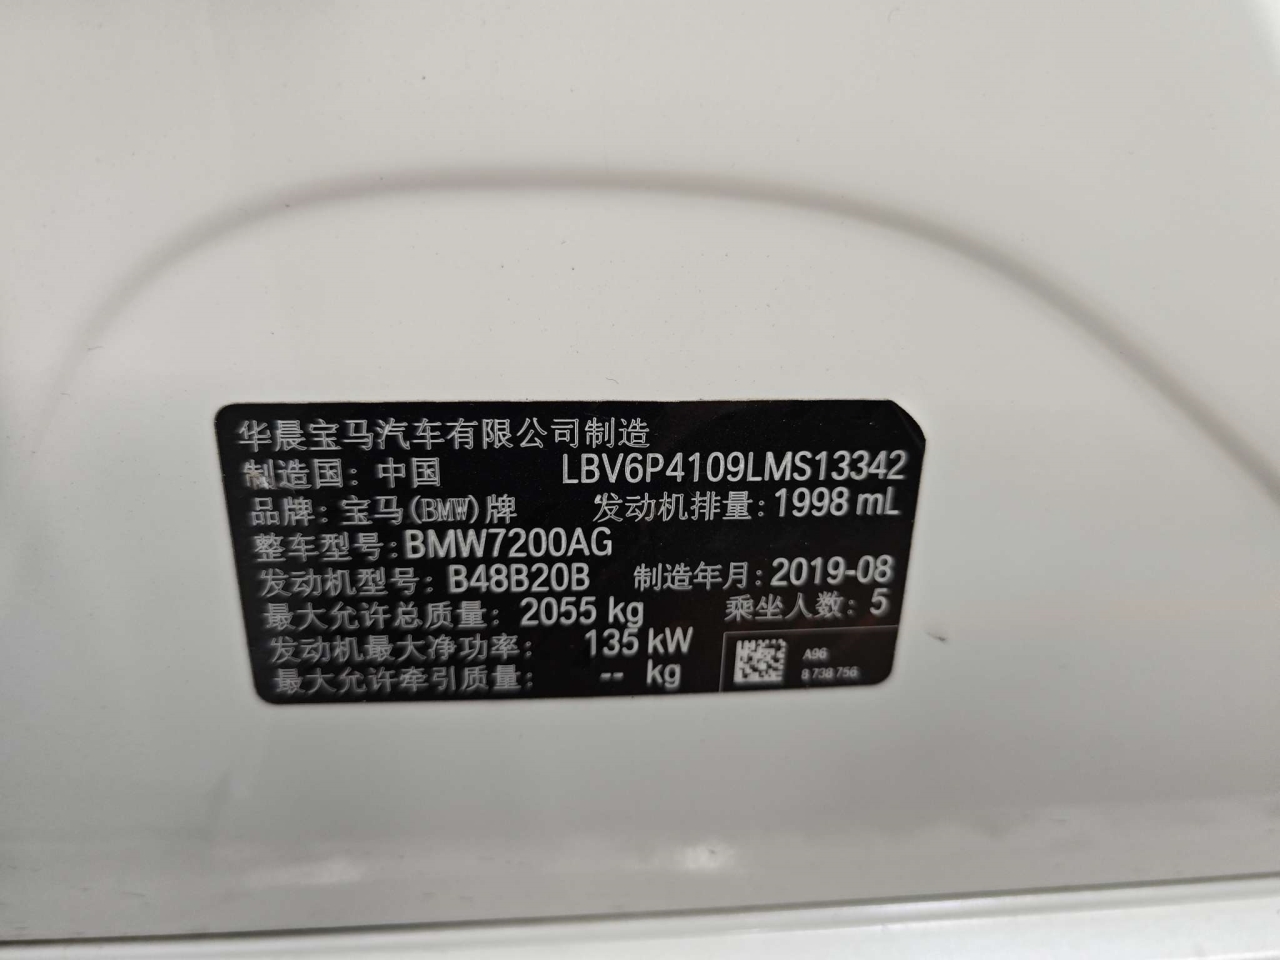 华晨宝马汽车有限公司制造
制造国：中国 LBV6P4109LMS13342
品牌：宝马(BMW)牌 发动机排量：1998 mL
整车型号：BMW7200AG
发动机型号：B48B20B 制造年月：2019-08
最大允许总质量：2055 kg 乘坐人数：5
发动机最大净功率：135 kW
最大允许牵引质量：-- kg
A96
8 738 756